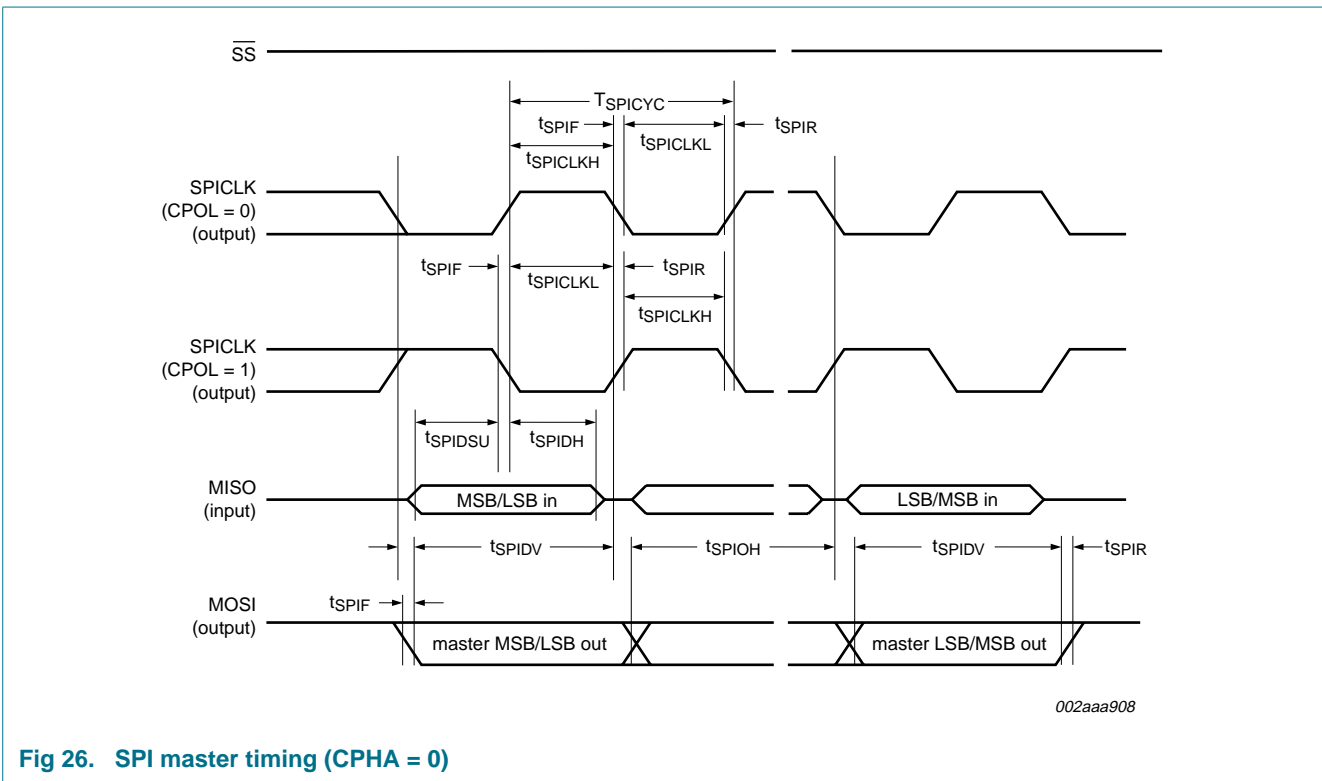 SS
TSPICYC
tSPIF
tSPICLKL
tSPIR
tSPICLKH
SPICLK
(CPOL = 0)
(output)
tSPIF
tSPICLKL
tSPIR
tSPICLKH
SPICLK
(CPOL = 1)
(output)
tSPIDSU
tSPIDH
MISO
(input)
MSB/LSB in
LSB/MSB in
tSPIDV
tSPIOH
tSPIDV
tSPIR
tSPIF
MOSI
(output)
master MSB/LSB out
master LSB/MSB out
002aaa908
Fig 26. SPI master timing (CPHA = 0)